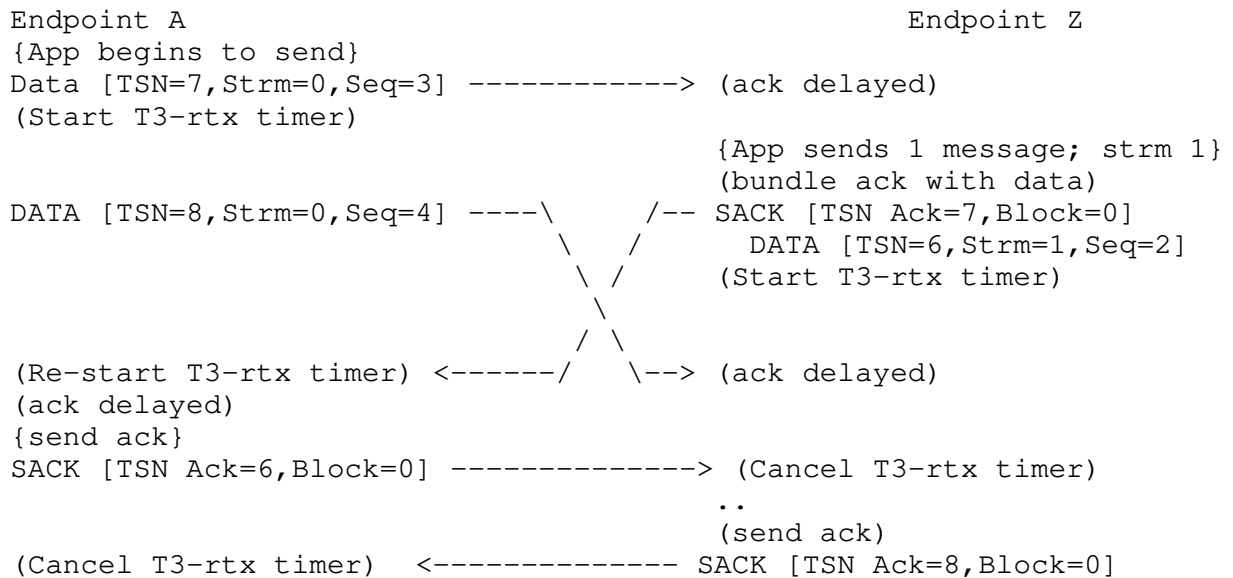 Endpoint A                                         Endpoint Z
{App begins to send}
Data [TSN=7,Strm=0,Seq=3] ------------> (ack delayed)
(Start T3-rtx timer)
                                        {App sends 1 message; strm 1}
                                        (bundle ack with data)
DATA [TSN=8,Strm=0,Seq=4] ----\     /-- SACK [TSN Ack=7,Block=0]
                               \   /      DATA [TSN=6,Strm=1,Seq=2]
                                \ /     (Start T3-rtx timer)
                                 \
                                / \
(Re-start T3-rtx timer) <------/   \--> (ack delayed)
(ack delayed)
{send ack}
SACK [TSN Ack=6,Block=0] --------------> (Cancel T3-rtx timer)
                                        ..
                                        (send ack)
(Cancel T3-rtx timer)  <-------------- SACK [TSN Ack=8,Block=0]